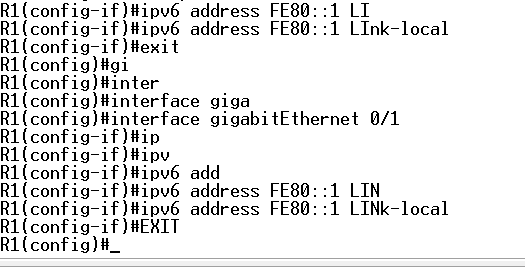 R1(config-if)#ipv6 address FE80::1 LI
R1(config-if)#ipv6 address FE80::1 LInk-local
R1(config-if)#exit
R1(config)#gi
R1(config)#inter
R1(config)#interface giga
R1(config)#interface gigabitEthernet 0/1
R1(config-if)#ip
R1(config-if)#ipv
R1(config-if)#ipv6 add
R1(config-if)#ipv6 address FE80::1 LIN
R1(config-if)#ipv6 address FE80::1 LINk-local
R1(config-if)#EXIT
R1(config)#_